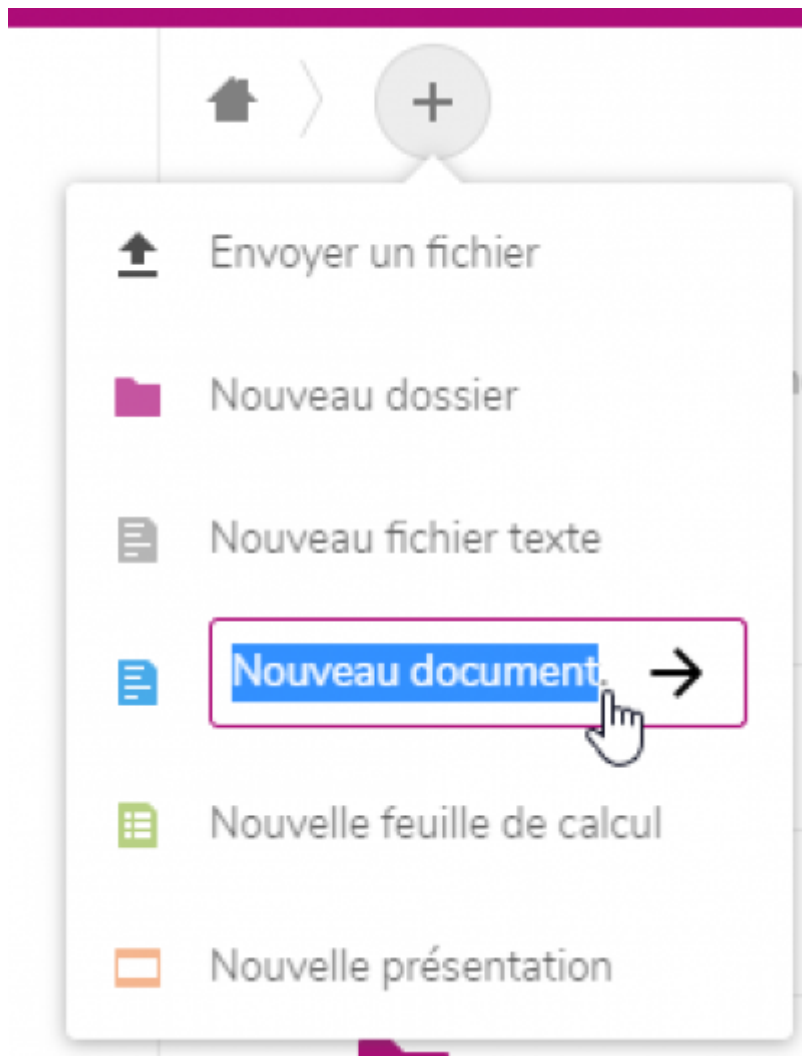 Envoyer un fichier
Nouveau dossier
Nouveau fichier texte
Nouveau document.
Nouvelle feuille de calcul
Nouvelle présentation